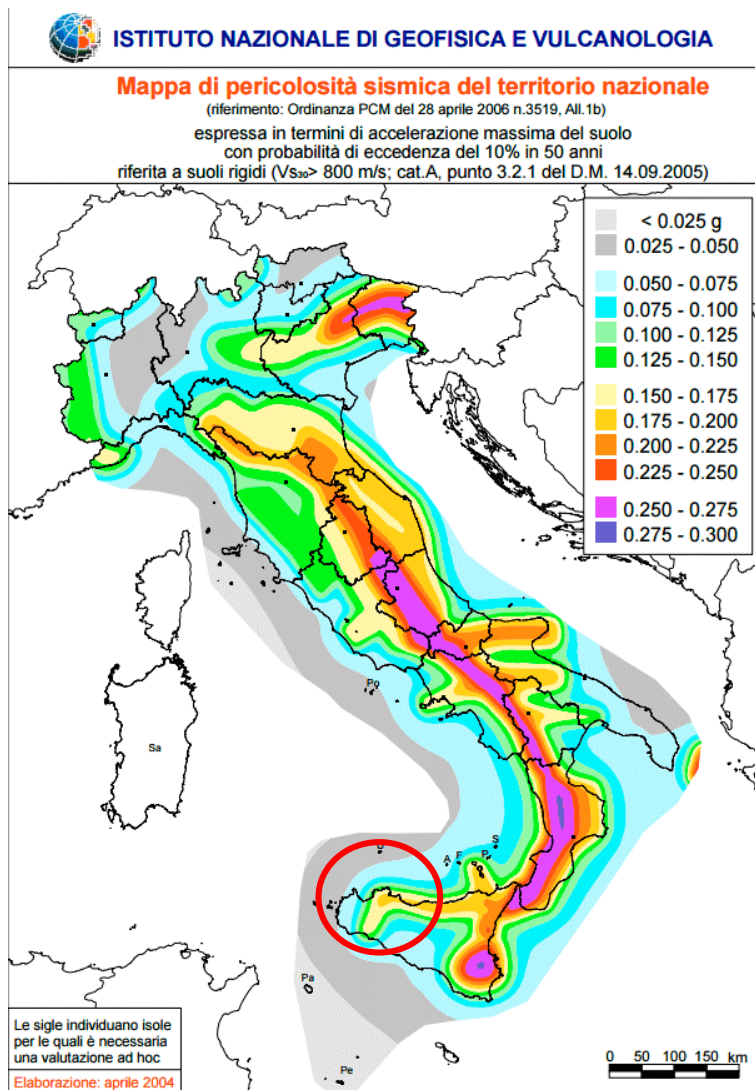 ISTITUTO NAZIONALE DI GEOFISICA E VULCANOLOGIA
Mappa di pericolosità sismica del territorio nazionale
(riferimento: Ordinanza PCM del 28 aprile 2006 n.3519, All.1b)
espressa in termini di accelerazione massima del suolo
con probabilità di eccedenza del 10% in 50 anni
riferita a suoli rigidi (Vs30> 800 m/s; cat.A, punto 3.2.1 del D.M. 14.09.2005)
< 0.025 g
0.025 - 0.050
0.050 - 0.075
0.075 - 0.100
0.100 - 0.125
0.125 - 0.150
0.150 - 0.175
0.175 - 0.200
0.200 - 0.225
0.225 - 0.250
0.250 - 0.275
0.275 - 0.300
Po
Sa
S
A
F
P
Pa
Pe
Le sigle individuano isole
per le quali è necessaria
una valutazione ad hoc
Elaborazione: aprile 2004
0 50 100 150 km